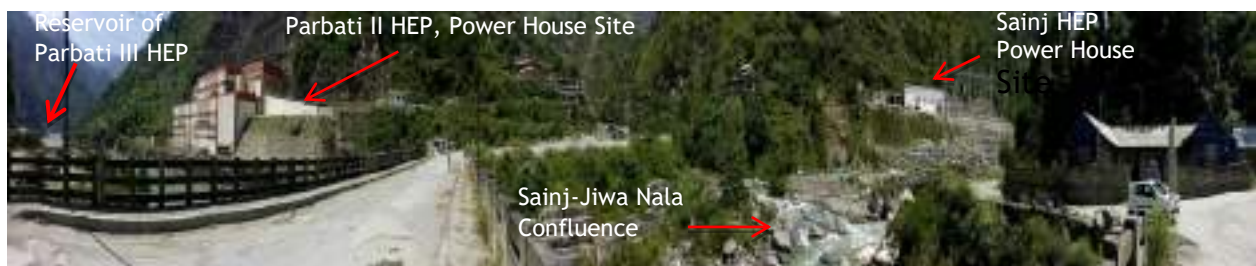 Reservoir of
Parbati III HEP
Parbati II HEP, Power House Site
Sainj HEP
Power House
Site
Sainj-Jiwa Nala
Confluence